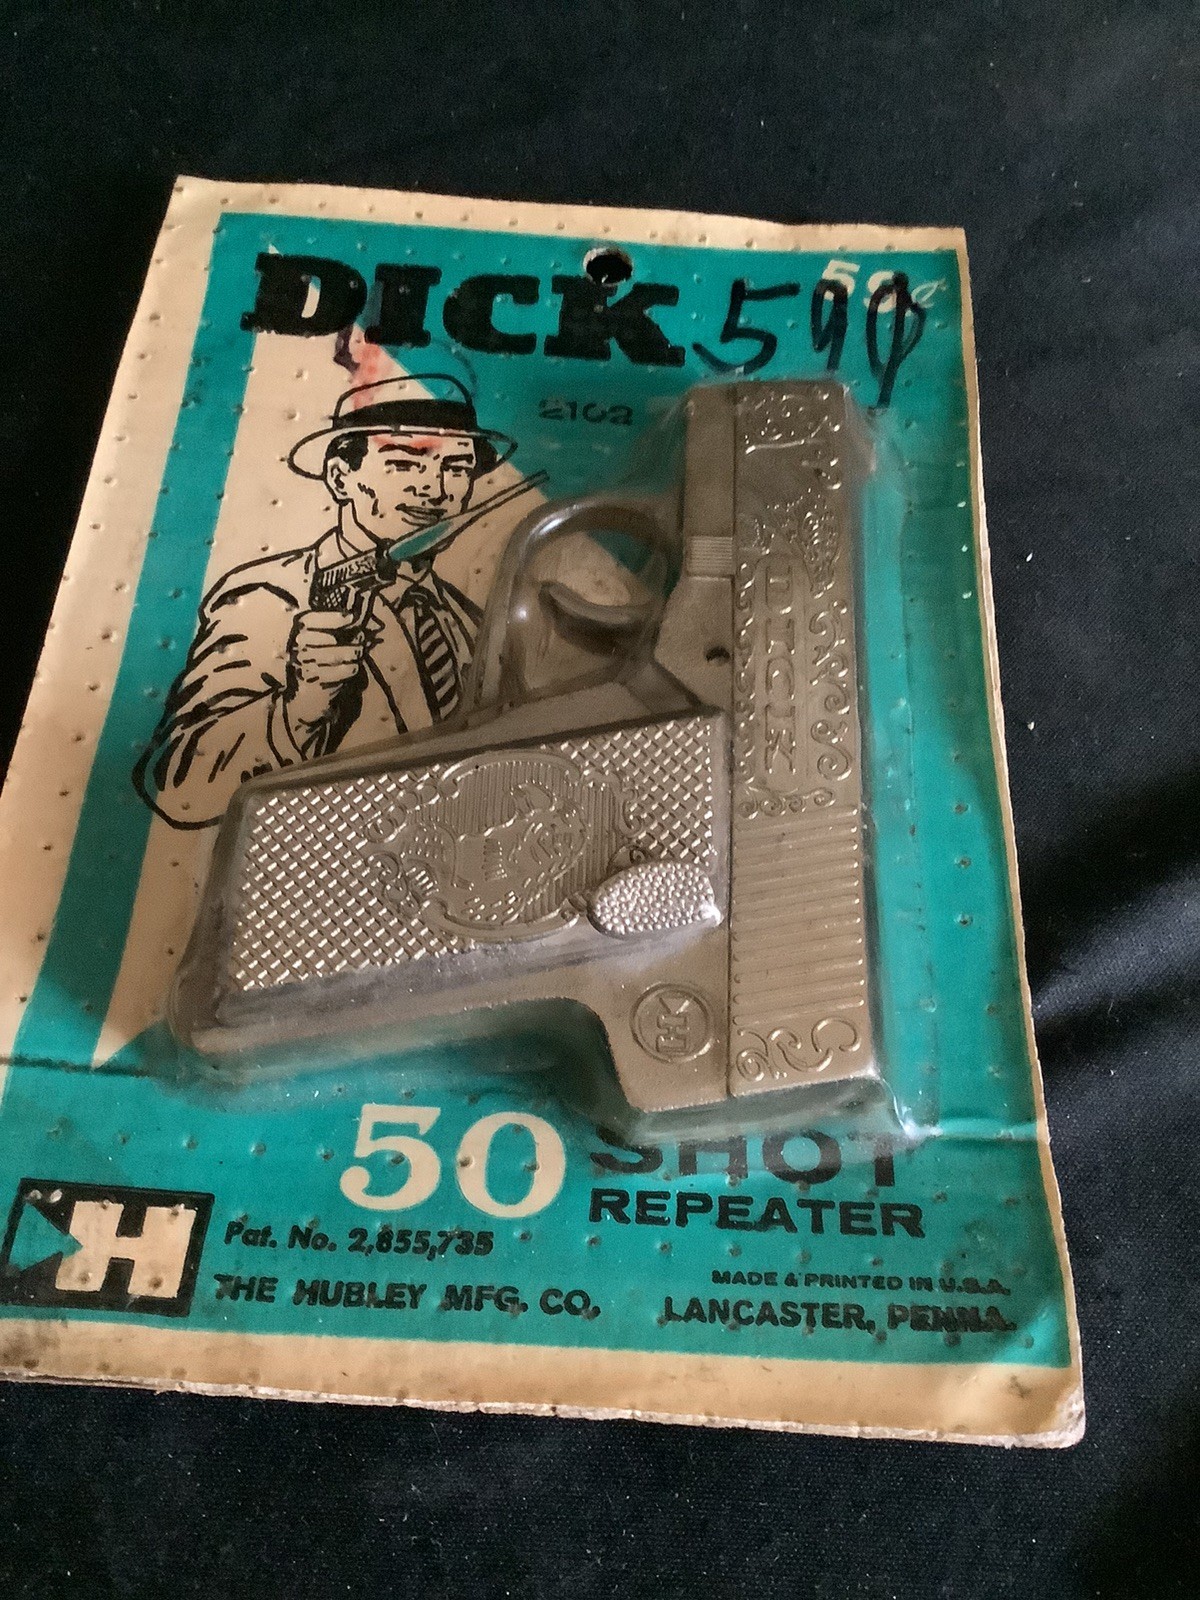 DICK
59¢
59¢
2102
DICK
H
50 SHOT
REPEATER
H
Pat. No. 2,855,735
THE HUBLEY MFG. CO.
MADE & PRINTED IN U.S.A.
LANCASTER, PENNA.